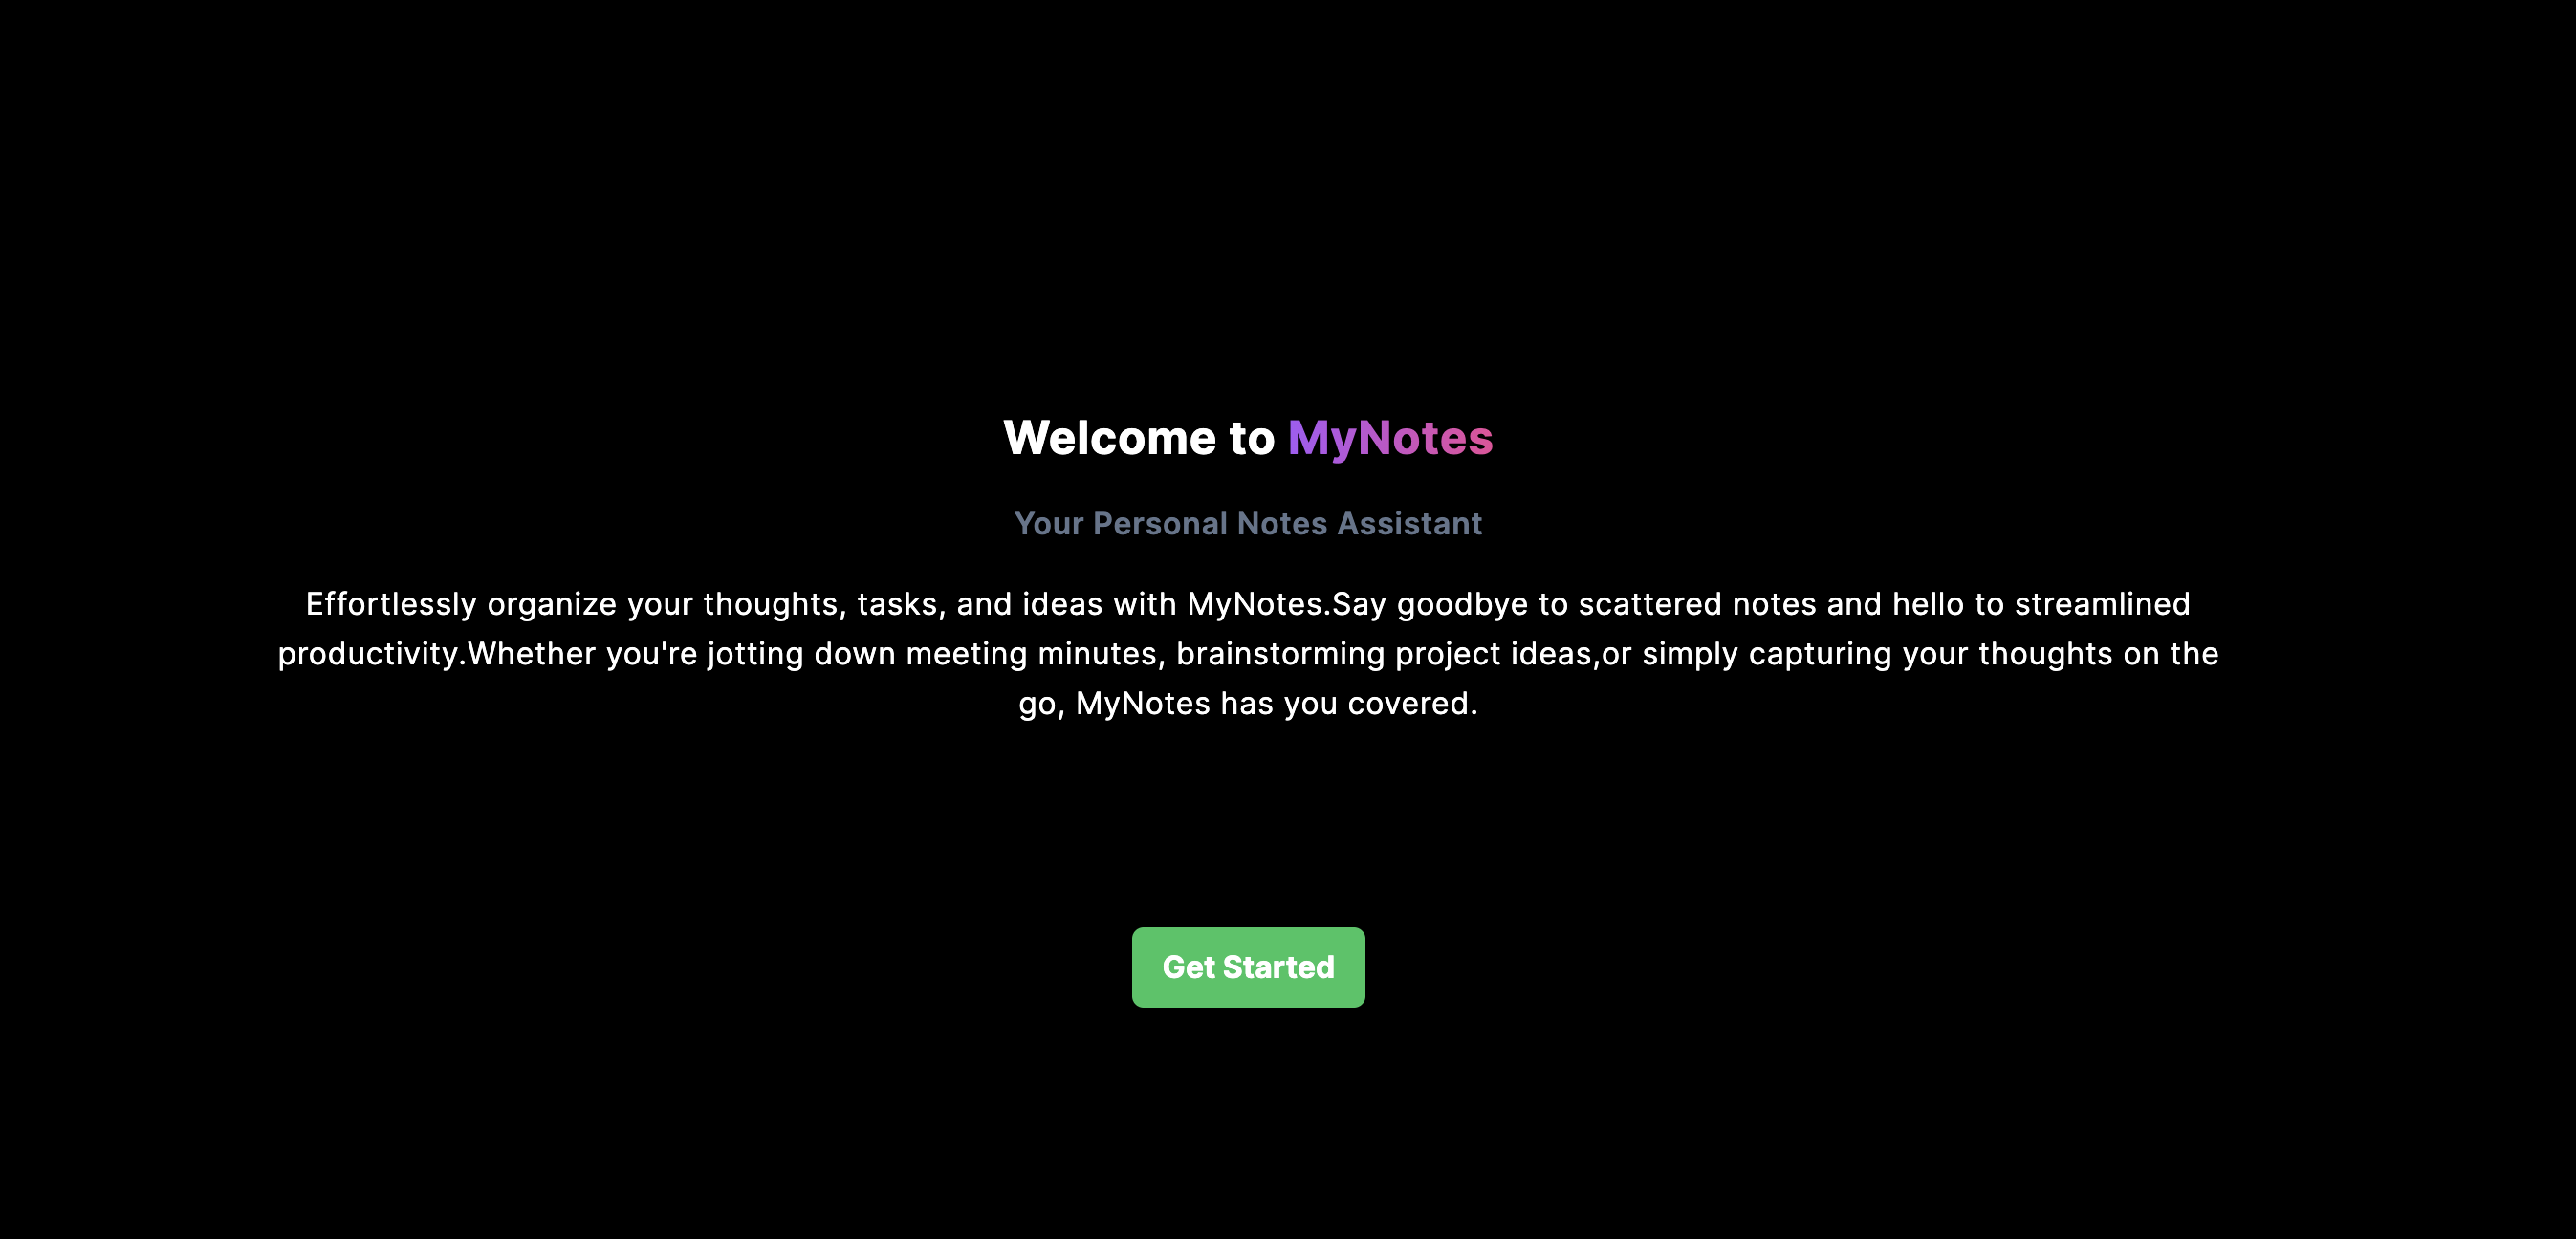 Welcome to MyNotes
Your Personal Notes Assistant
Effortlessly organize your thoughts, tasks, and ideas with MyNotes.Say goodbye to scattered notes and hello to streamlined
productivity.Whether you're jotting down meeting minutes, brainstorming project ideas,or simply capturing your thoughts on the
go, MyNotes has you covered.
Get Started